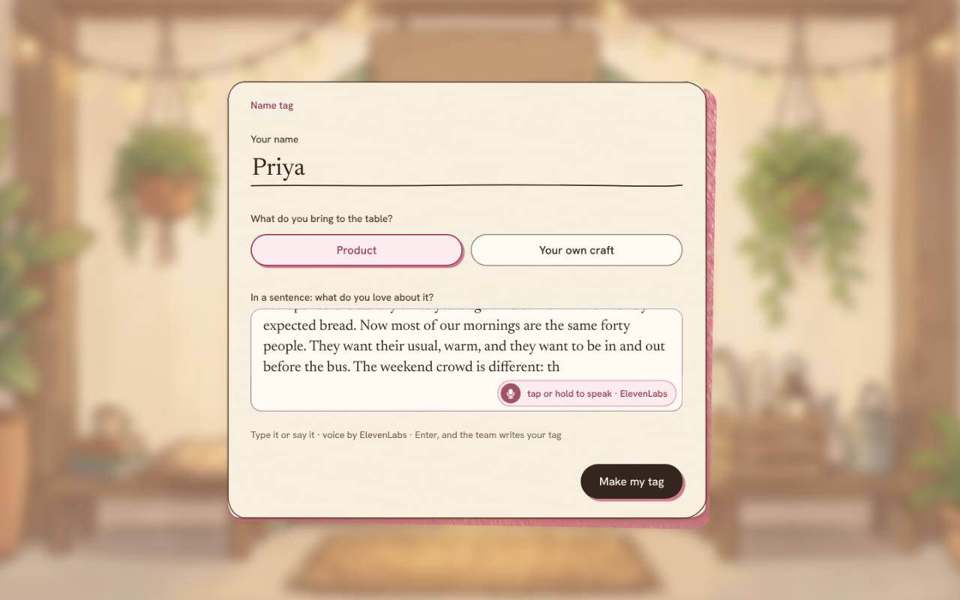 Name tag
Your name
Priya
What do you bring to the table?
Product
Your own craft
In a sentence: what do you love about it?
expected bread. Now most of our mornings are the same forty
people. They want their usual, warm, and they want to be in and out
before the bus. The weekend crowd is different: th
tap or hold to speak · ElevenLabs
Type it or say it · voice by ElevenLabs · Enter, and the team writes your tag
Make my tag